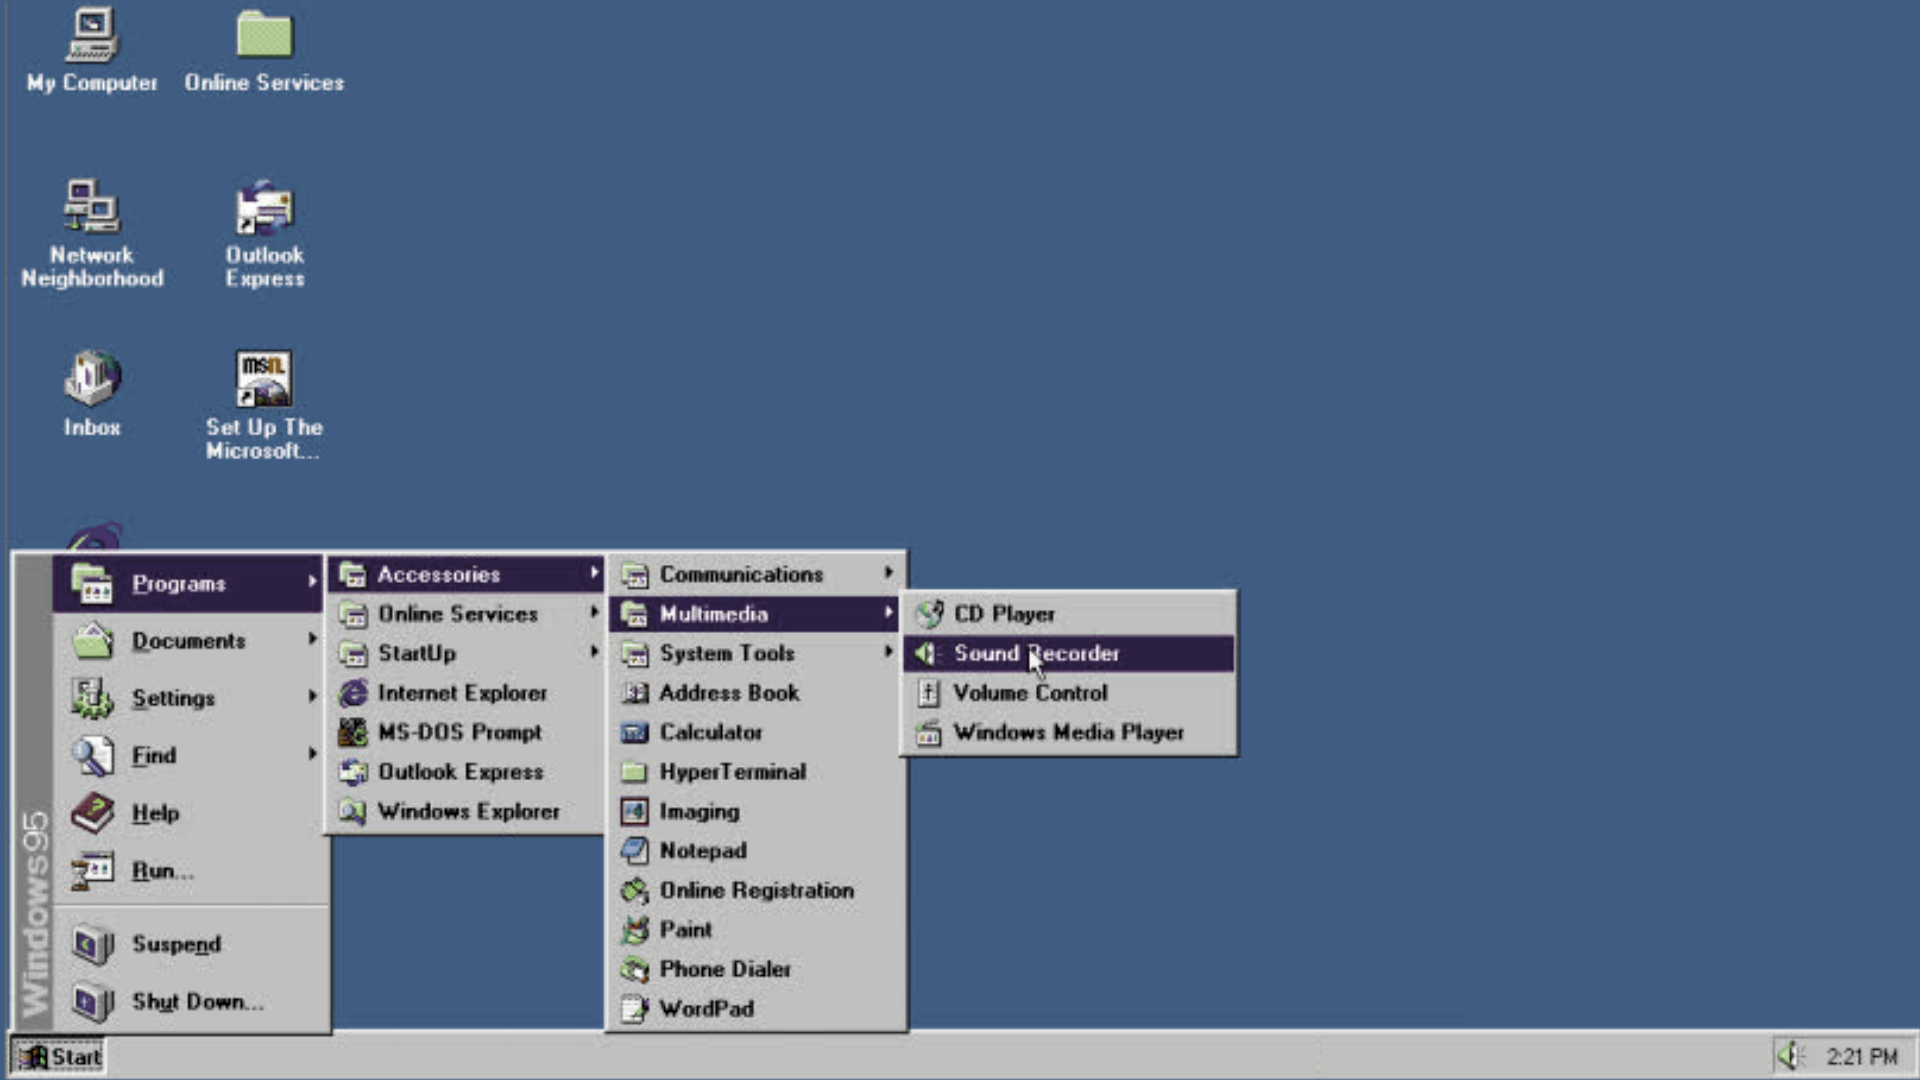 My Computer
Online Services
Network
Neighborhood
Outlook
Express
Inbox
msn
Set Up The
Microsoft...
Windows95
Programs
Documents
Settings
Find
Help
Run...
Suspend
Shut Down...
Accessories
Online Services
StartUp
Internet Explorer
MS-DOS Prompt
Outlook Express
Windows Explorer
Communications
Multimedia
System Tools
Address Book
Calculator
HyperTerminal
Imaging
Notepad
Online Registration
Paint
Phone Dialer
WordPad
CD Player
Sound Recorder
Volume Control
Windows Media Player
Start
2:21 PM